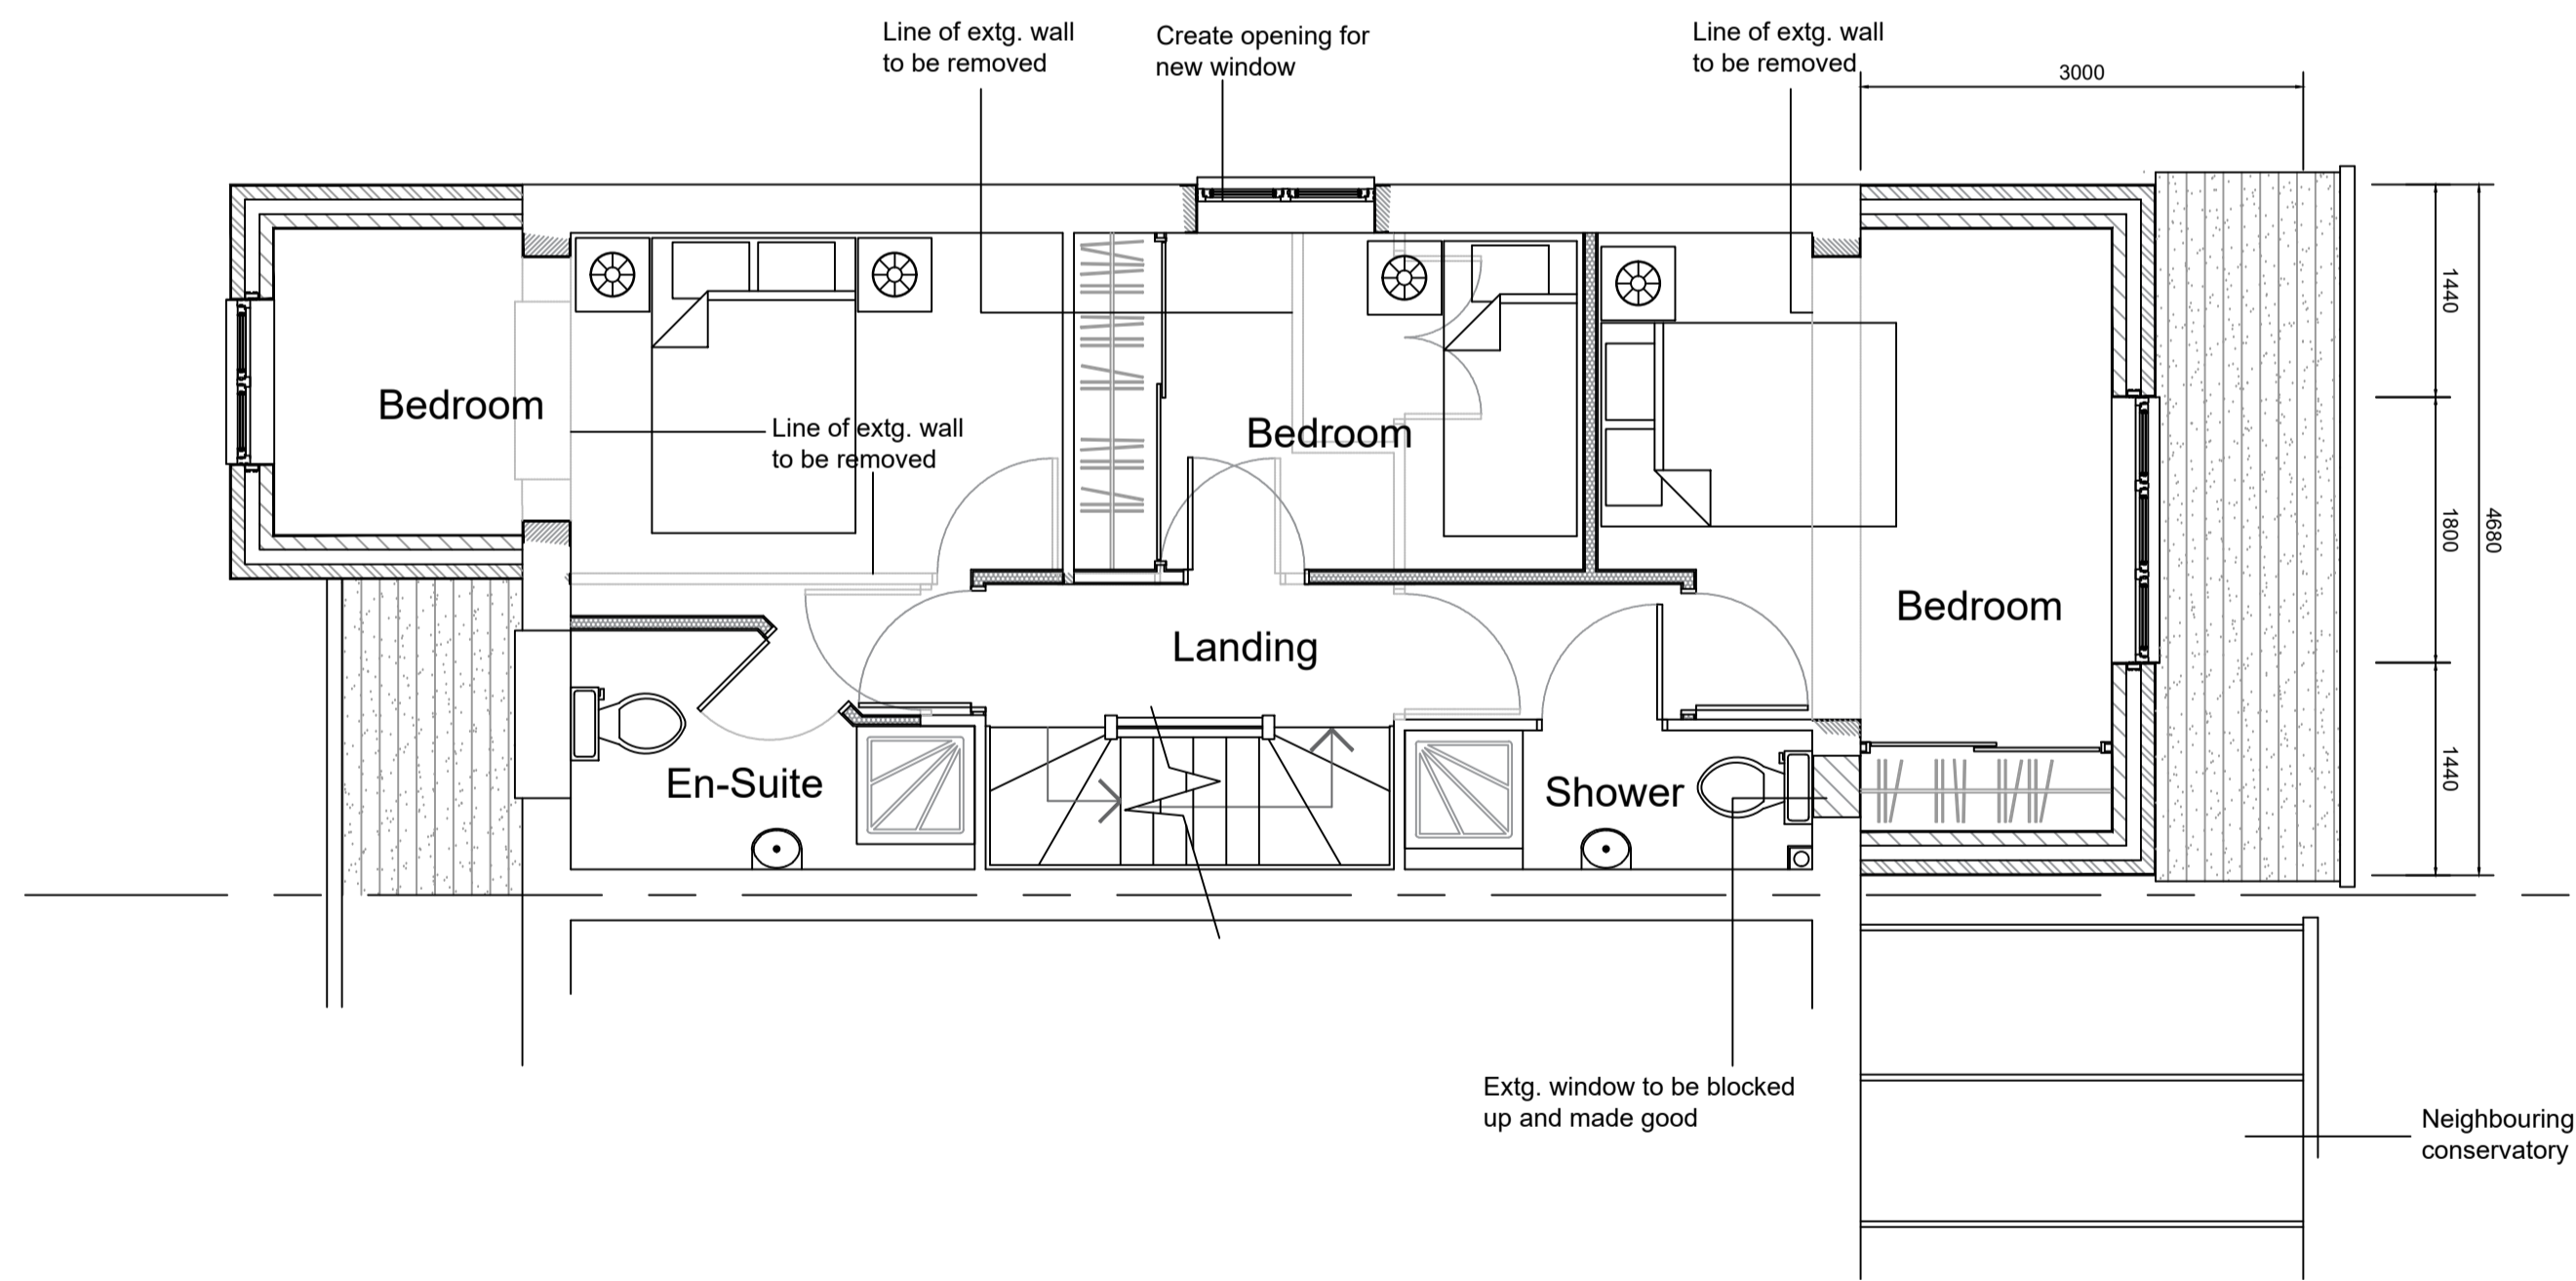 Line of extg. wall
to be removed
Create opening for
new window
Line of extg. wall
to be removed
3000
Bedroom
Line of extg. wall
to be removed
Bedroom
Bedroom
1440
1800
4680
1440
Landing
En-Suite
Shower
Extg. window to be blocked
up and made good
Neighbouring
conservatory